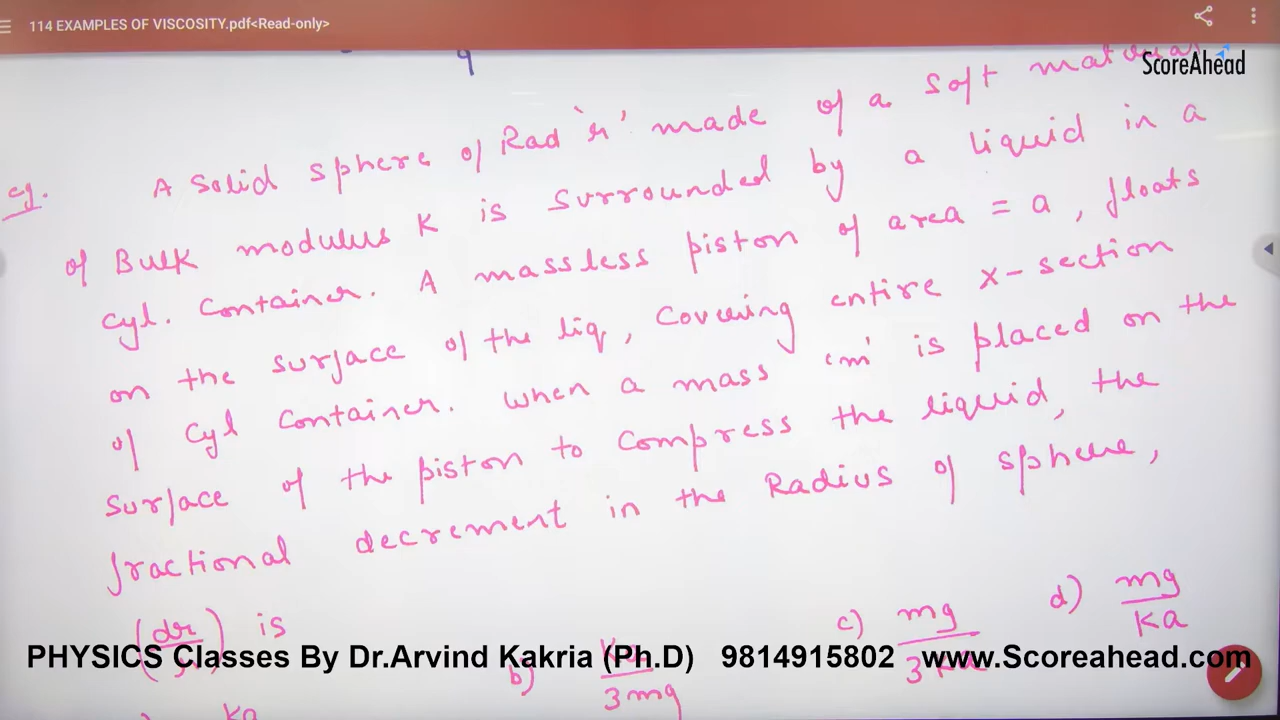 114 EXAMPLES OF VISCOSITY.pdf<Read-only>
ScoreAhead
eg. A solid sphere of Rad 'r' made of a soft material
of Bulk modulus K is surrounded by a liquid in a
cyl. container. A massless piston of area = a, floats
on the surface of the liq, covering entire x-section
of cyl container. When a mass 'm' is placed on the
surface of the piston to compress the liquid, the
fractional decrement in the Radius of sphere,
(dr/r) is
b) Ka/3mg c) mg/3Ka d) mg/Ka
Ka
PHYSICS Classes By Dr.Arvind Kakria (Ph.D) 9814915802 www.Scoreahead.com